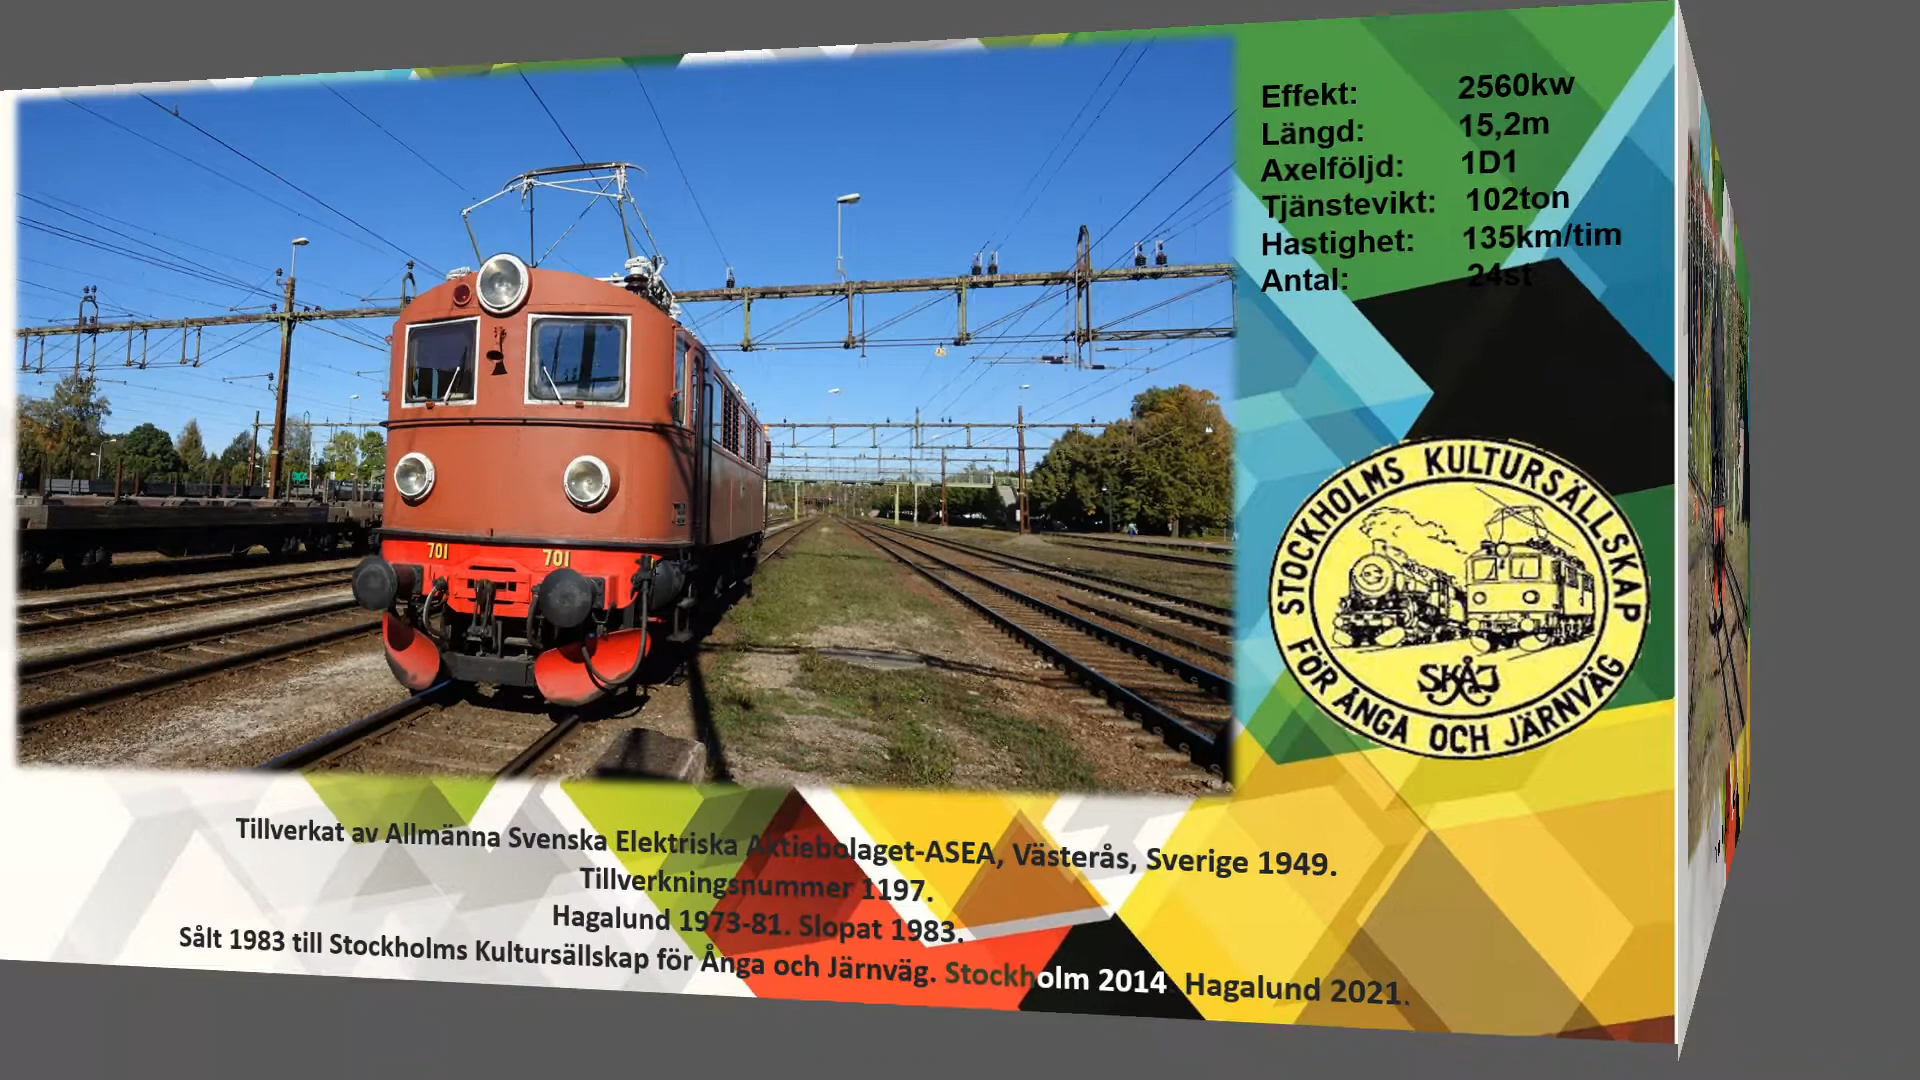 Effekt: 2560kw
Längd: 15,2m
Axelföljd: 1D1
Tjänstevikt: 102ton
Hastighet: 135km/tim
Antal: 24st
701 701
STOCKHOLMS KULTURSÄLLSKAP
FÖR ÅNGA OCH JÄRNVÄG
SKÅJ
Tillverkat av Allmänna Svenska Elektriska Aktiebolaget-ASEA, Västerås, Sverige 1949.
Tillverkningsnummer 1197.
Hagalund 1973-81. Slopat 1983.
Sålt 1983 till Stockholms Kultursällskap för Ånga och Järnväg. Stockholm 2014 Hagalund 2021.